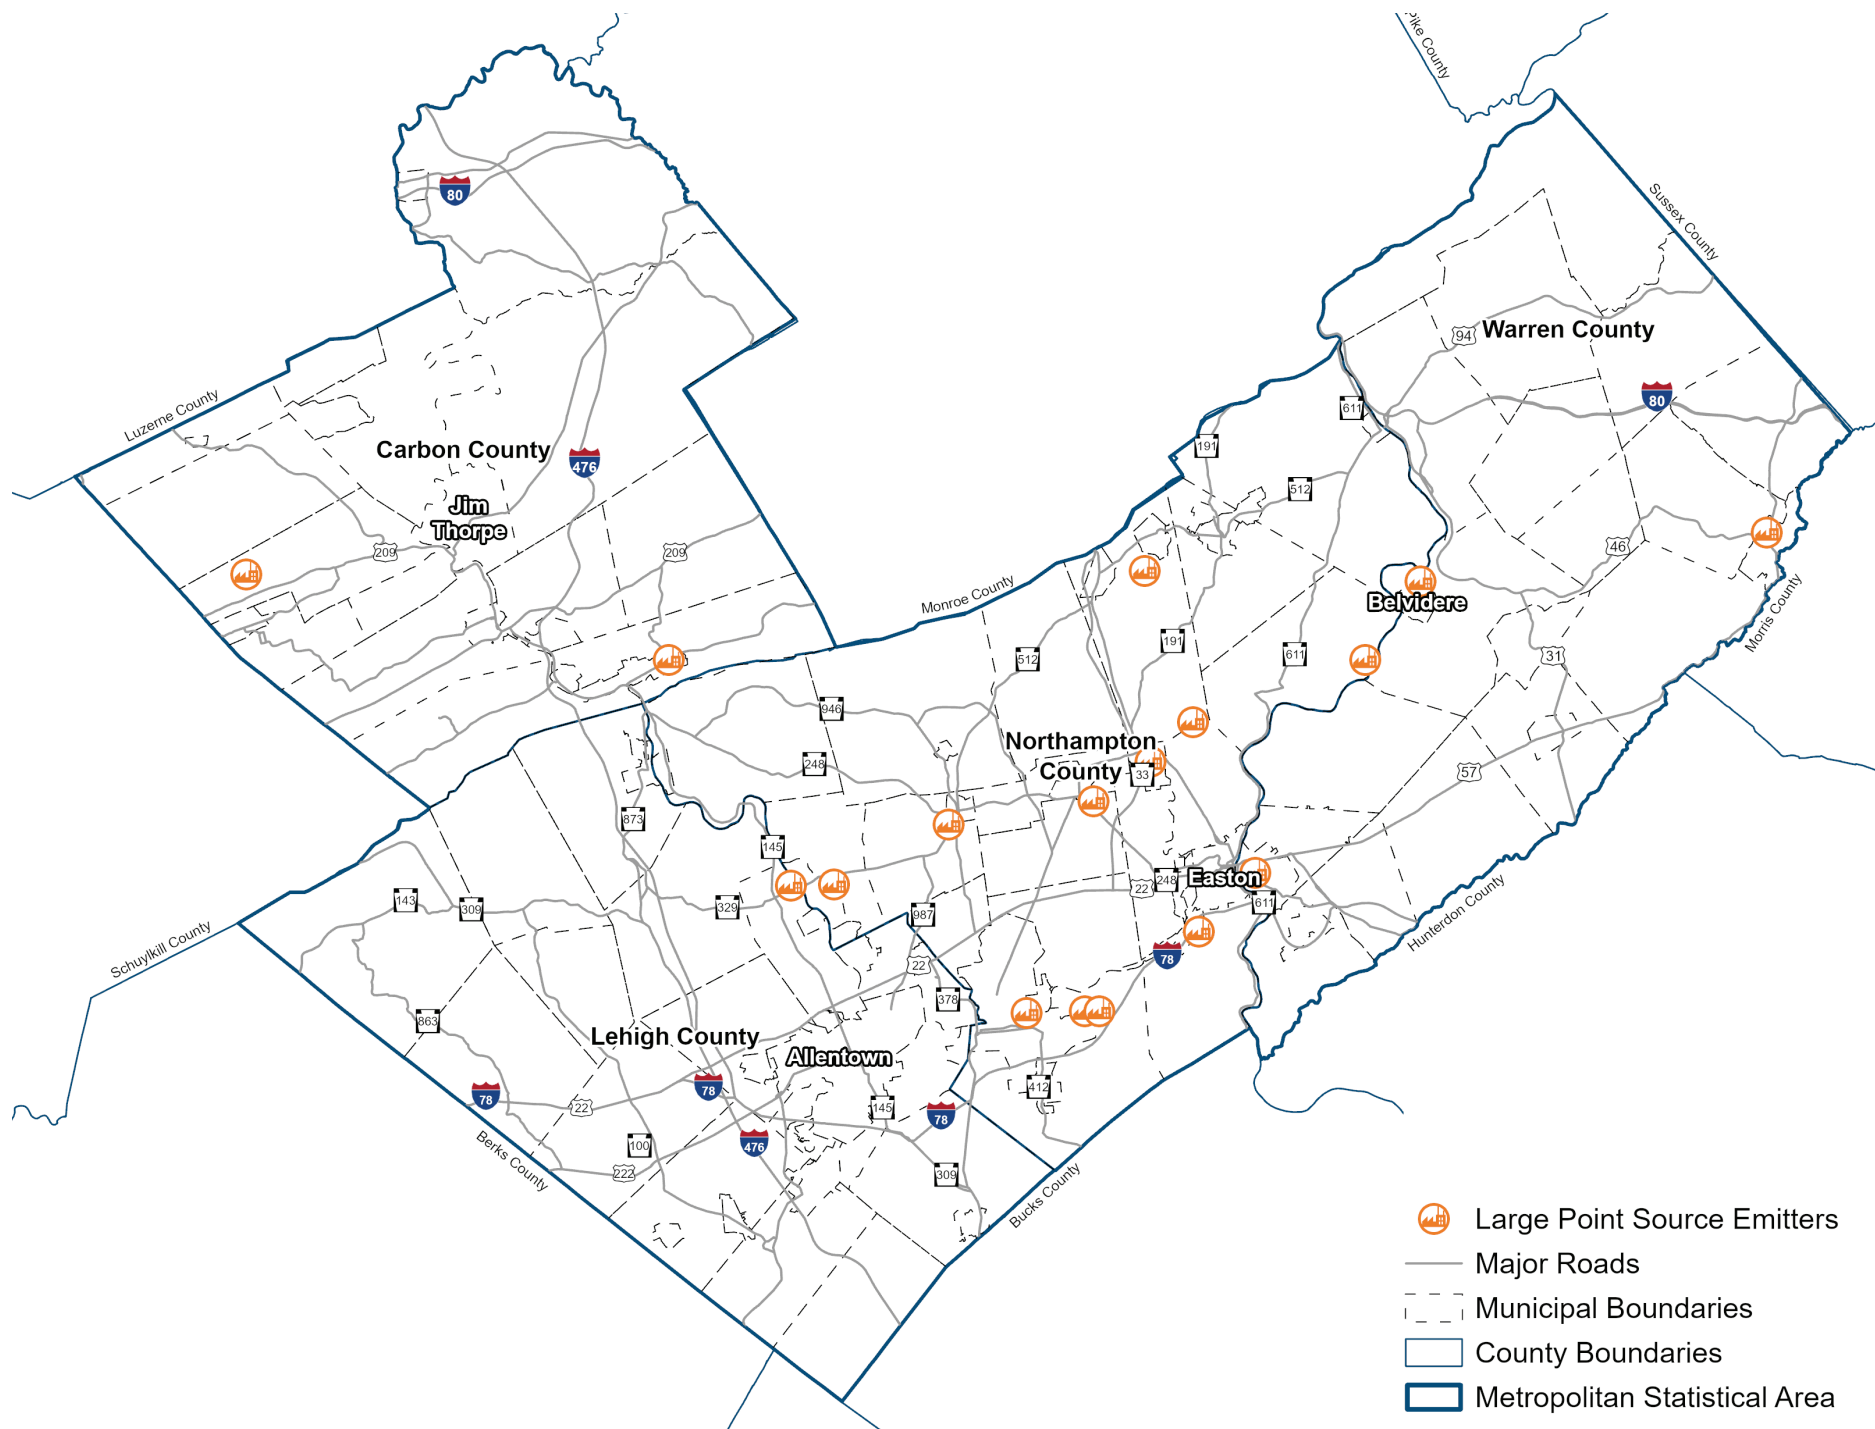 Pike County
Sussex County
80
94
Warren County
80
611
Luzerne County
191
Carbon County
476
512
Jim
Thorpe
209
209
46
Monroe County
Belvidere
Morris County
191
611
512
31
946
Northampton
County
248
33
57
873
145
248
22
Easton
143
309
329
987
611
Hunterdon County
Schuylkill County
22
78
378
863
Lehigh County
Allentown
78
78
22
145
412
78
100
476
222
309
Berks County
Bucks County
Large Point Source Emitters
Major Roads
Municipal Boundaries
County Boundaries
Metropolitan Statistical Area